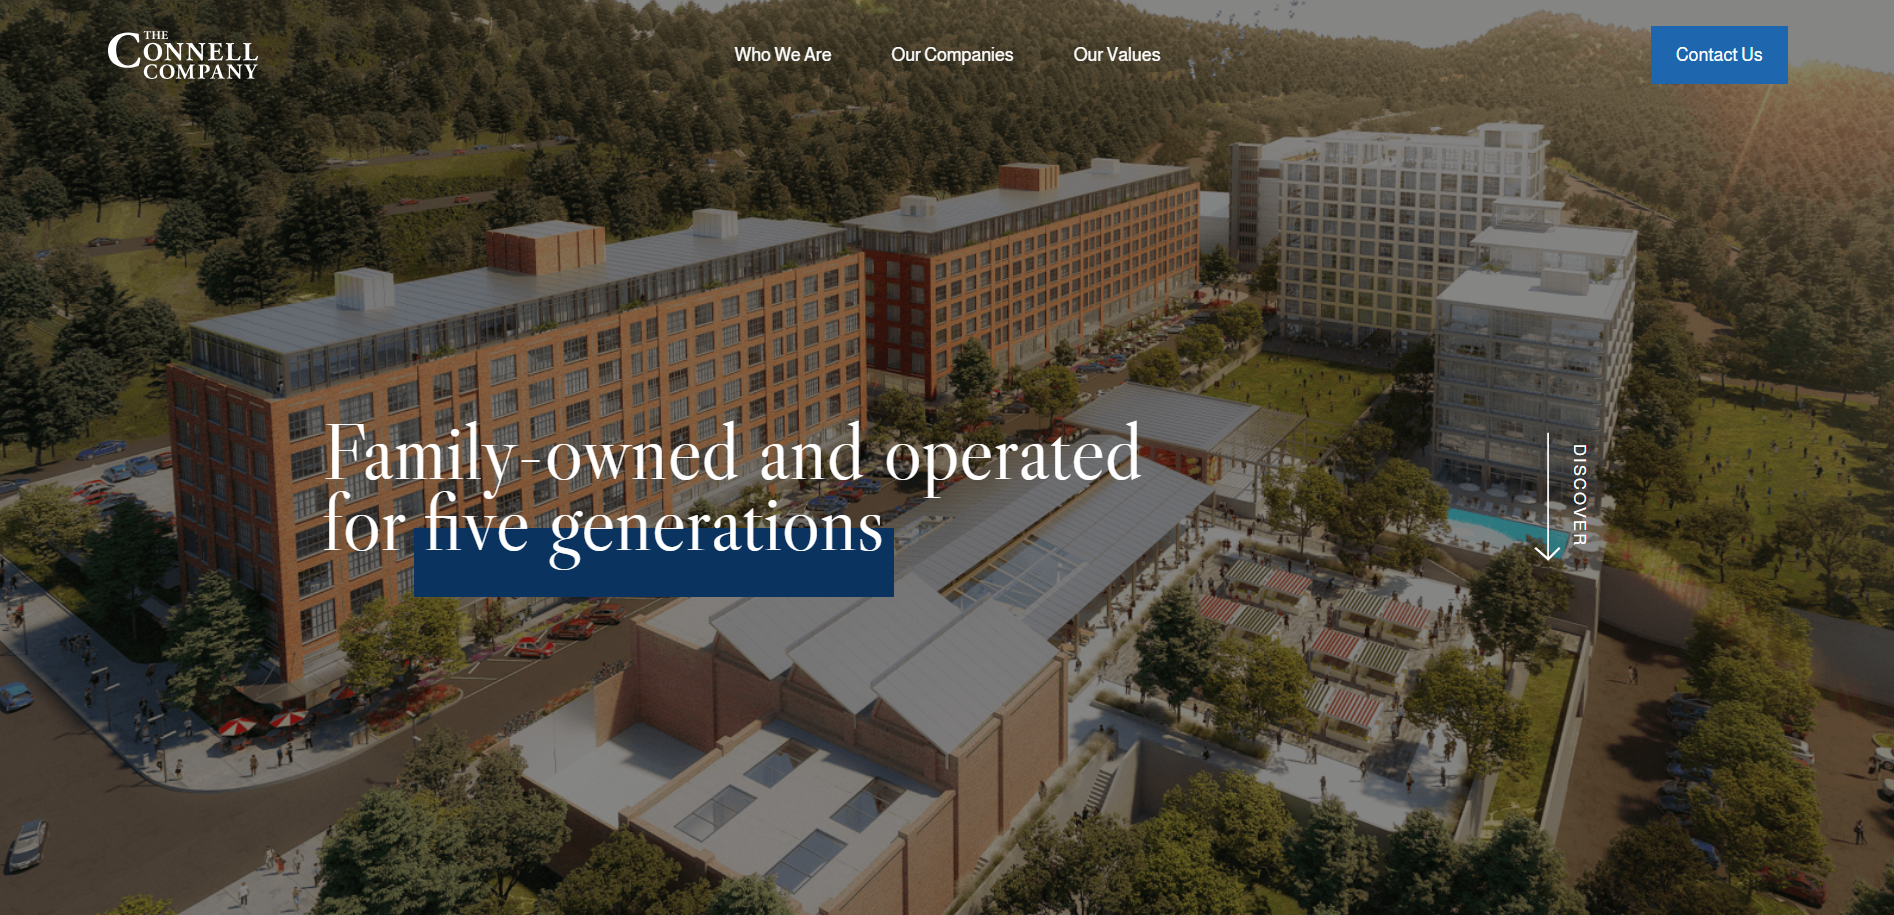 THE
CONNELL
COMPANY
Who We Are
Our Companies
Our Values
Contact Us
Family-owned and operated
for five generations
DISCOVER